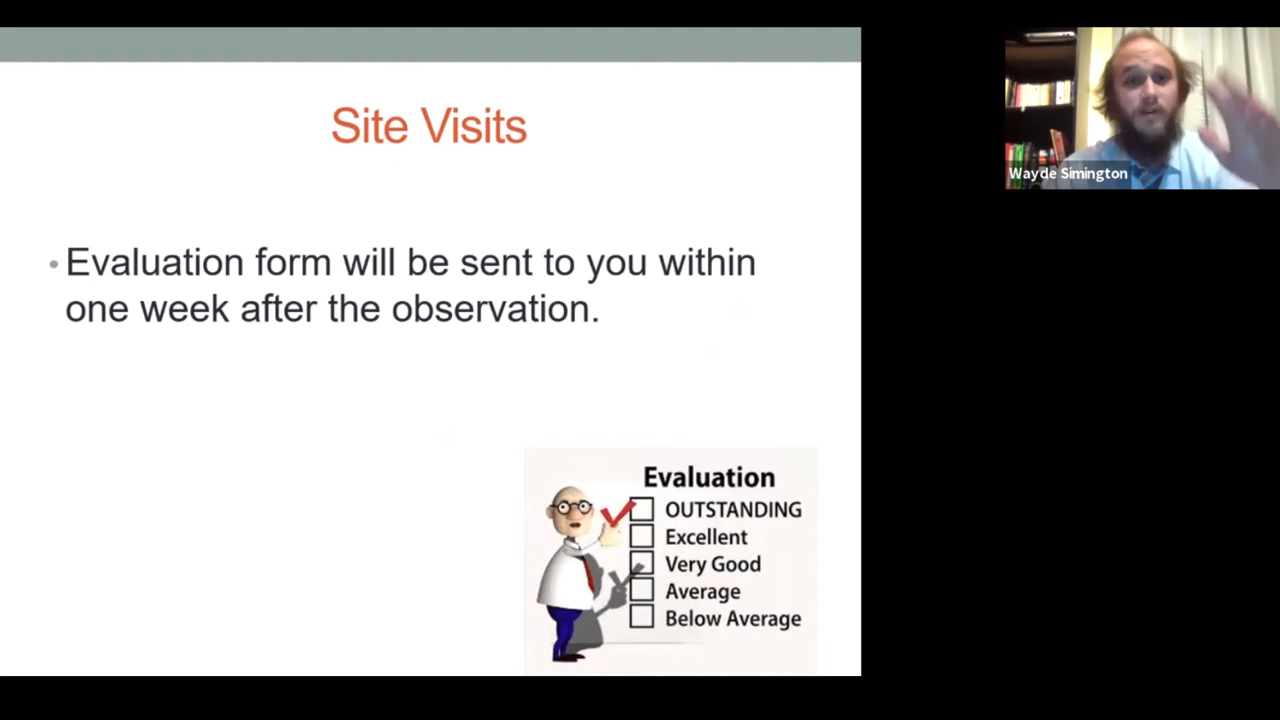 Site Visits
• Evaluation form will be sent to you within
one week after the observation.
Evaluation
OUTSTANDING
Excellent
Very Good
Average
Below Average
Wayde Simington